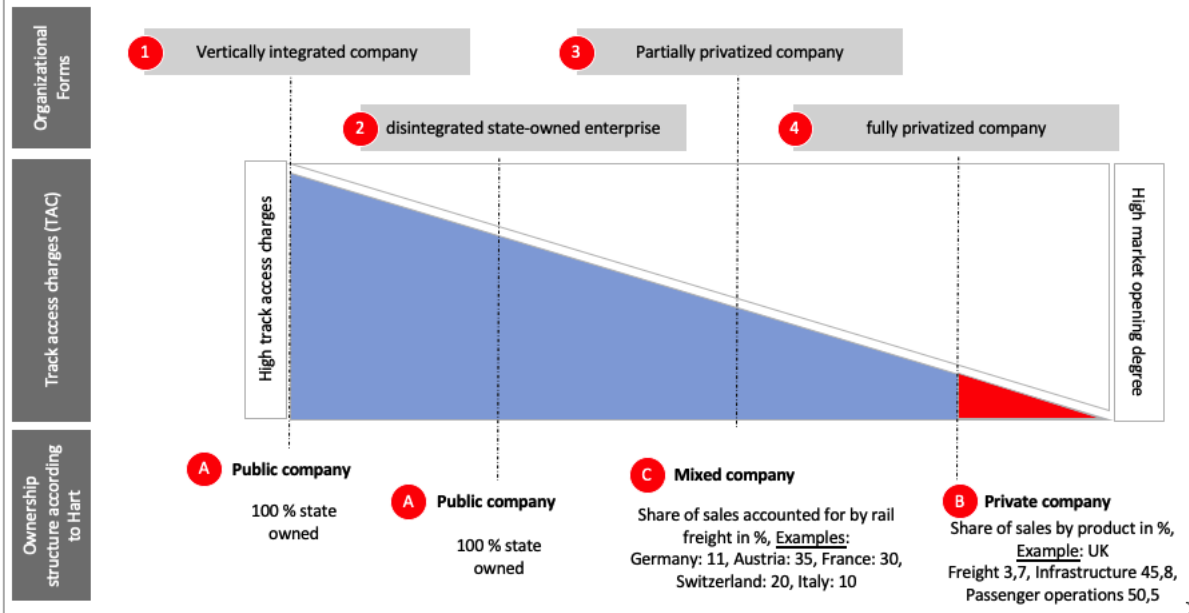 Organizational
Forms
1 Vertically integrated company
3 Partially privatized company
2 disintegrated state-owned enterprise
4 fully privatized company
Track access charges (TAC)
High track access charges
High market opening
degree
Ownership
structure according
to Hart
A Public company
100 % state
owned
A Public company
100 % state
owned
C Mixed company
Share of sales accounted for by rail
freight in %, Examples:
Germany: 11, Austria: 35, France: 30,
Switzerland: 20, Italy: 10
B Private company
Share of sales by product in %,
Example: UK
Freight 3,7, Infrastructure 45,8,
Passenger operations 50,5